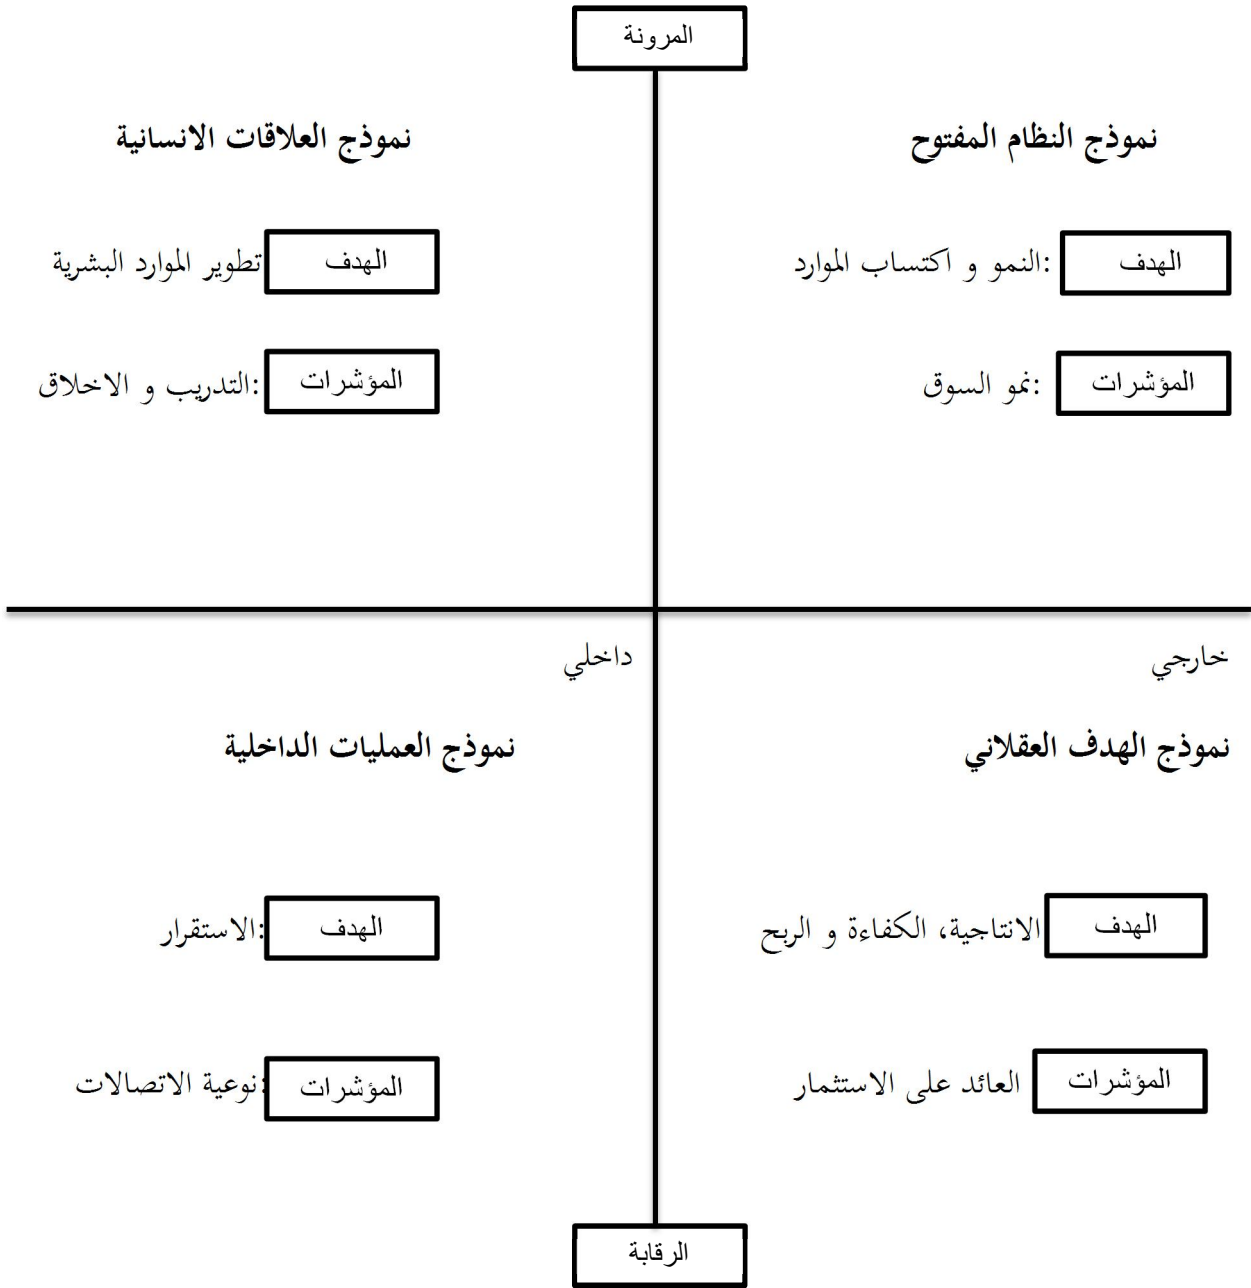 المرونة
نموذج النظام المفتوح
نموذج العلاقات الانسانية
الهدف :النمو و اكتساب الموارد
الهدف تطوير الموارد البشرية
المؤشرات :نمو السوق
المؤشرات :التدريب و الاخلاق
خارجي
داخلي
نموذج الهدف العقلاني
نموذج العمليات الداخلية
الهدف الانتاجية، الكفاءة و الربح
الهدف :الاستقرار
المؤشرات العائد على الاستثمار
المؤشرات :نوعية الاتصالات
الرقابة